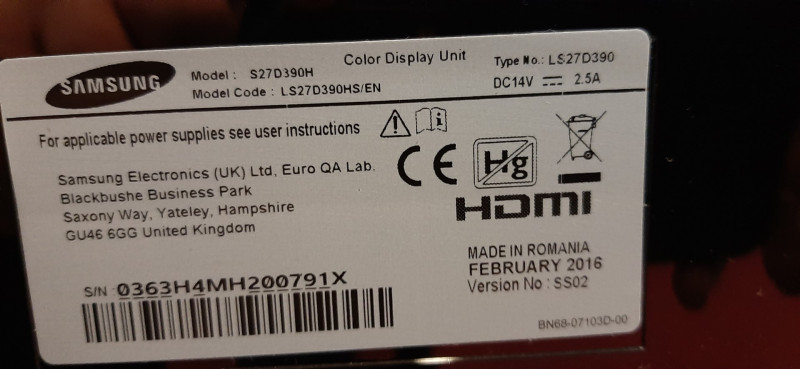 SAMSUNG
Color Display Unit
Model : S27D390H
Type No.: LS27D390
Model Code : LS27D390HS/EN
DC14V 2.5A
For applicable power supplies see user instructions
Samsung Electronics (UK) Ltd, Euro QA Lab.
Blackbushe Business Park
Saxony Way, Yateley, Hampshire
GU46 6GG United Kingdom
CE
Hg
HDMI
MADE IN ROMANIA
FEBRUARY 2016
Version No : SS02
S/N 0363H4MH200791X
BN68-07103D-00